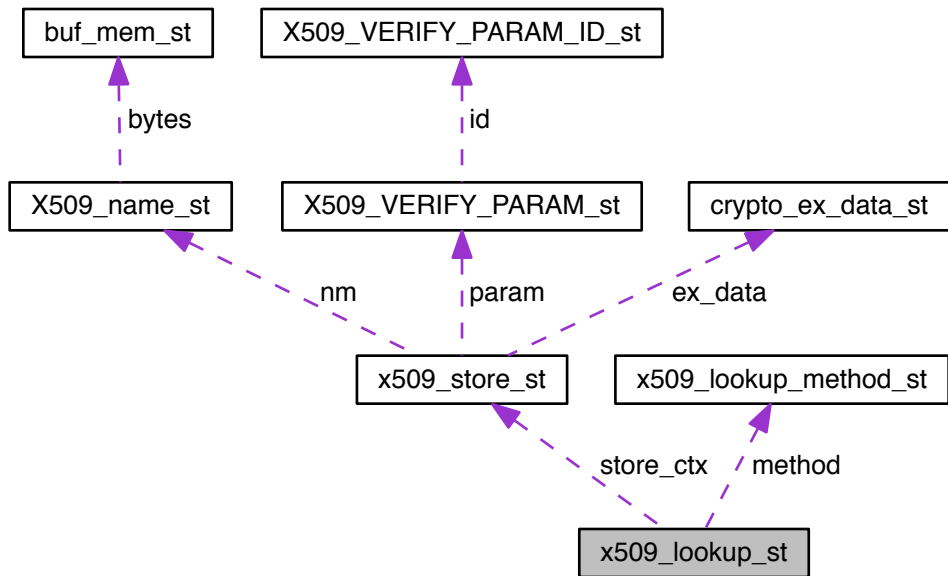 buf_mem_st
X509_VERIFY_PARAM_ID_st
bytes
id
X509_name_st
X509_VERIFY_PARAM_st
crypto_ex_data_st
nm
param
ex_data
x509_store_st
x509_lookup_method_st
store_ctx
method
x509_lookup_st